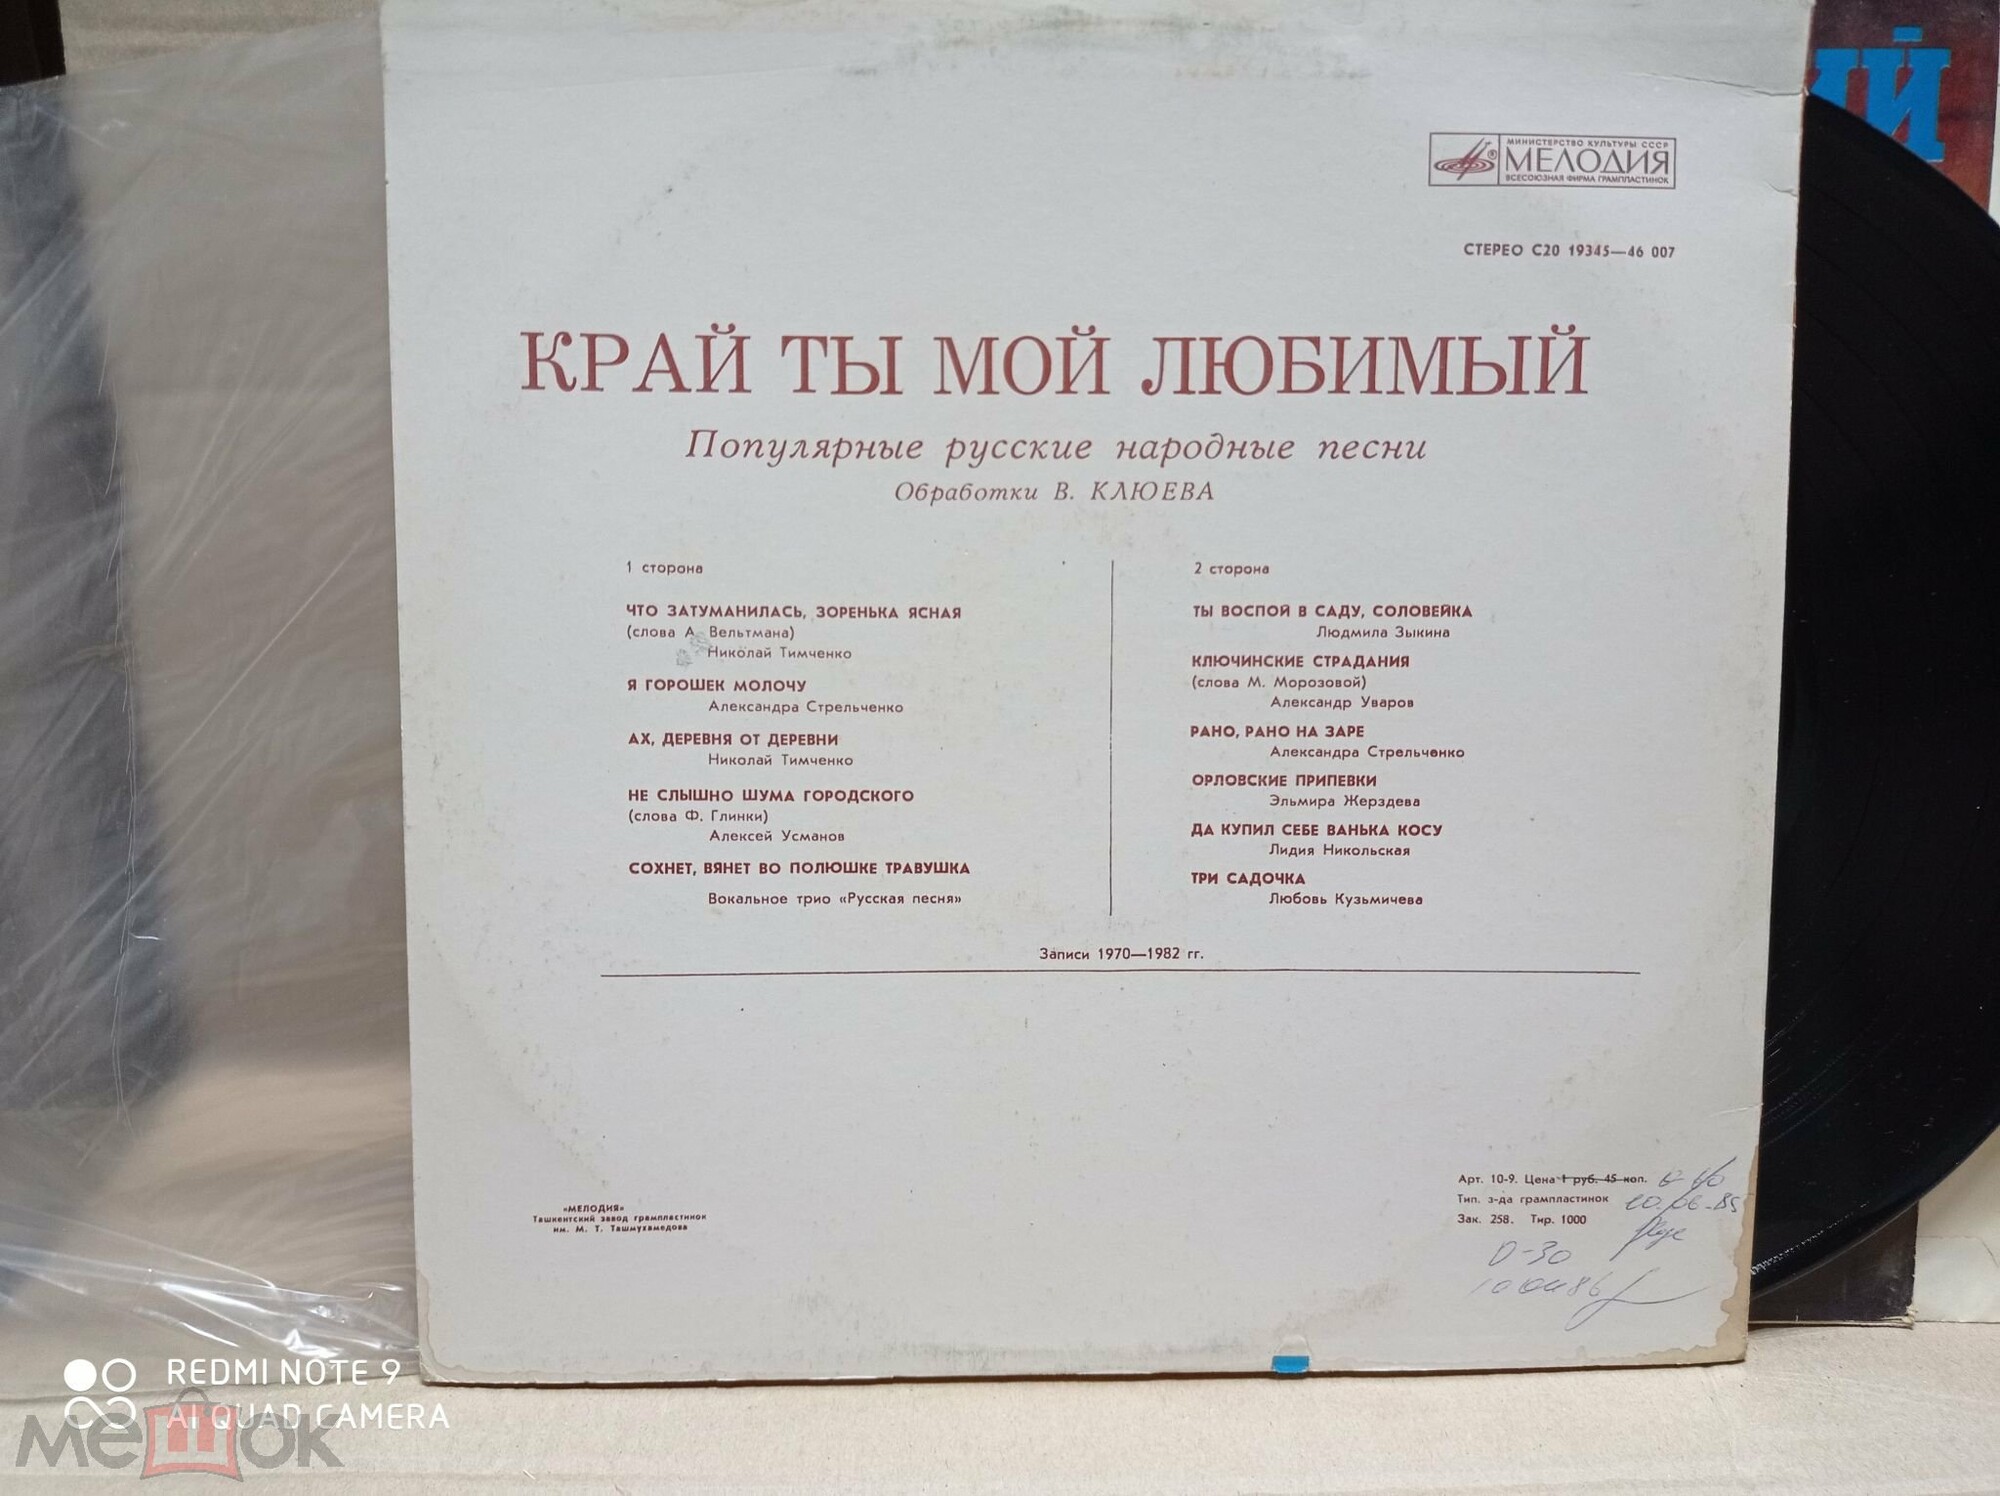 ИЙ
МИНИСТЕРСТВО КУЛЬТУРЫ СССР
МЕЛОДИЯ
ВСЕСОЮЗНАЯ ФИРМА ГРАМПЛАСТИНОК
СТЕРЕО С20 19345—46 007
КРАЙ ТЫ МОЙ ЛЮБИМЫЙ
Популярные русские народные песни
Обработки В. КЛЮЕВА
1 сторона
ЧТО ЗАТУМАНИЛАСЬ, ЗОРЕНЬКА ЯСНАЯ
(слова А. Вельтмана)
Николай Тимченко
Я ГОРОШЕК МОЛОЧУ
Александра Стрельченко
АХ, ДЕРЕВНЯ ОТ ДЕРЕВНИ
Николай Тимченко
НЕ СЛЫШНО ШУМА ГОРОДСКОГО
(слова Ф. Глинки)
Алексей Усманов
СОХНЕТ, ВЯНЕТ ВО ПОЛЮШКЕ ТРАВУШКА
Вокальное трио «Русская песня»
2 сторона
ТЫ ВОСПОЙ В САДУ, СОЛОВЕЙКА
Людмила Зыкина
КЛЮЧИНСКИЕ СТРАДАНИЯ
(слова М. Морозовой)
Александр Уваров
РАНО, РАНО НА ЗАРЕ
Александра Стрельченко
ОРЛОВСКИЕ ПРИПЕВКИ
Эльмира Жерздева
ДА КУПИЛ СЕБЕ ВАНЬКА КОСУ
Лидия Никольская
ТРИ САДОЧКА
Любовь Кузьмичева
Записи 1970—1982 гг.
«МЕЛОДИЯ»
Ташкентский завод грампластинок
им. М. Т. Ташмухамедова
Арт. 10-9. Цена 1 руб. 45 коп.
Тип. з-да грампластинок
Зак. 258. Тир. 1000
20.06.85
0-30
REDMI NOTE 9
AI QUAD CAMERA
мешок